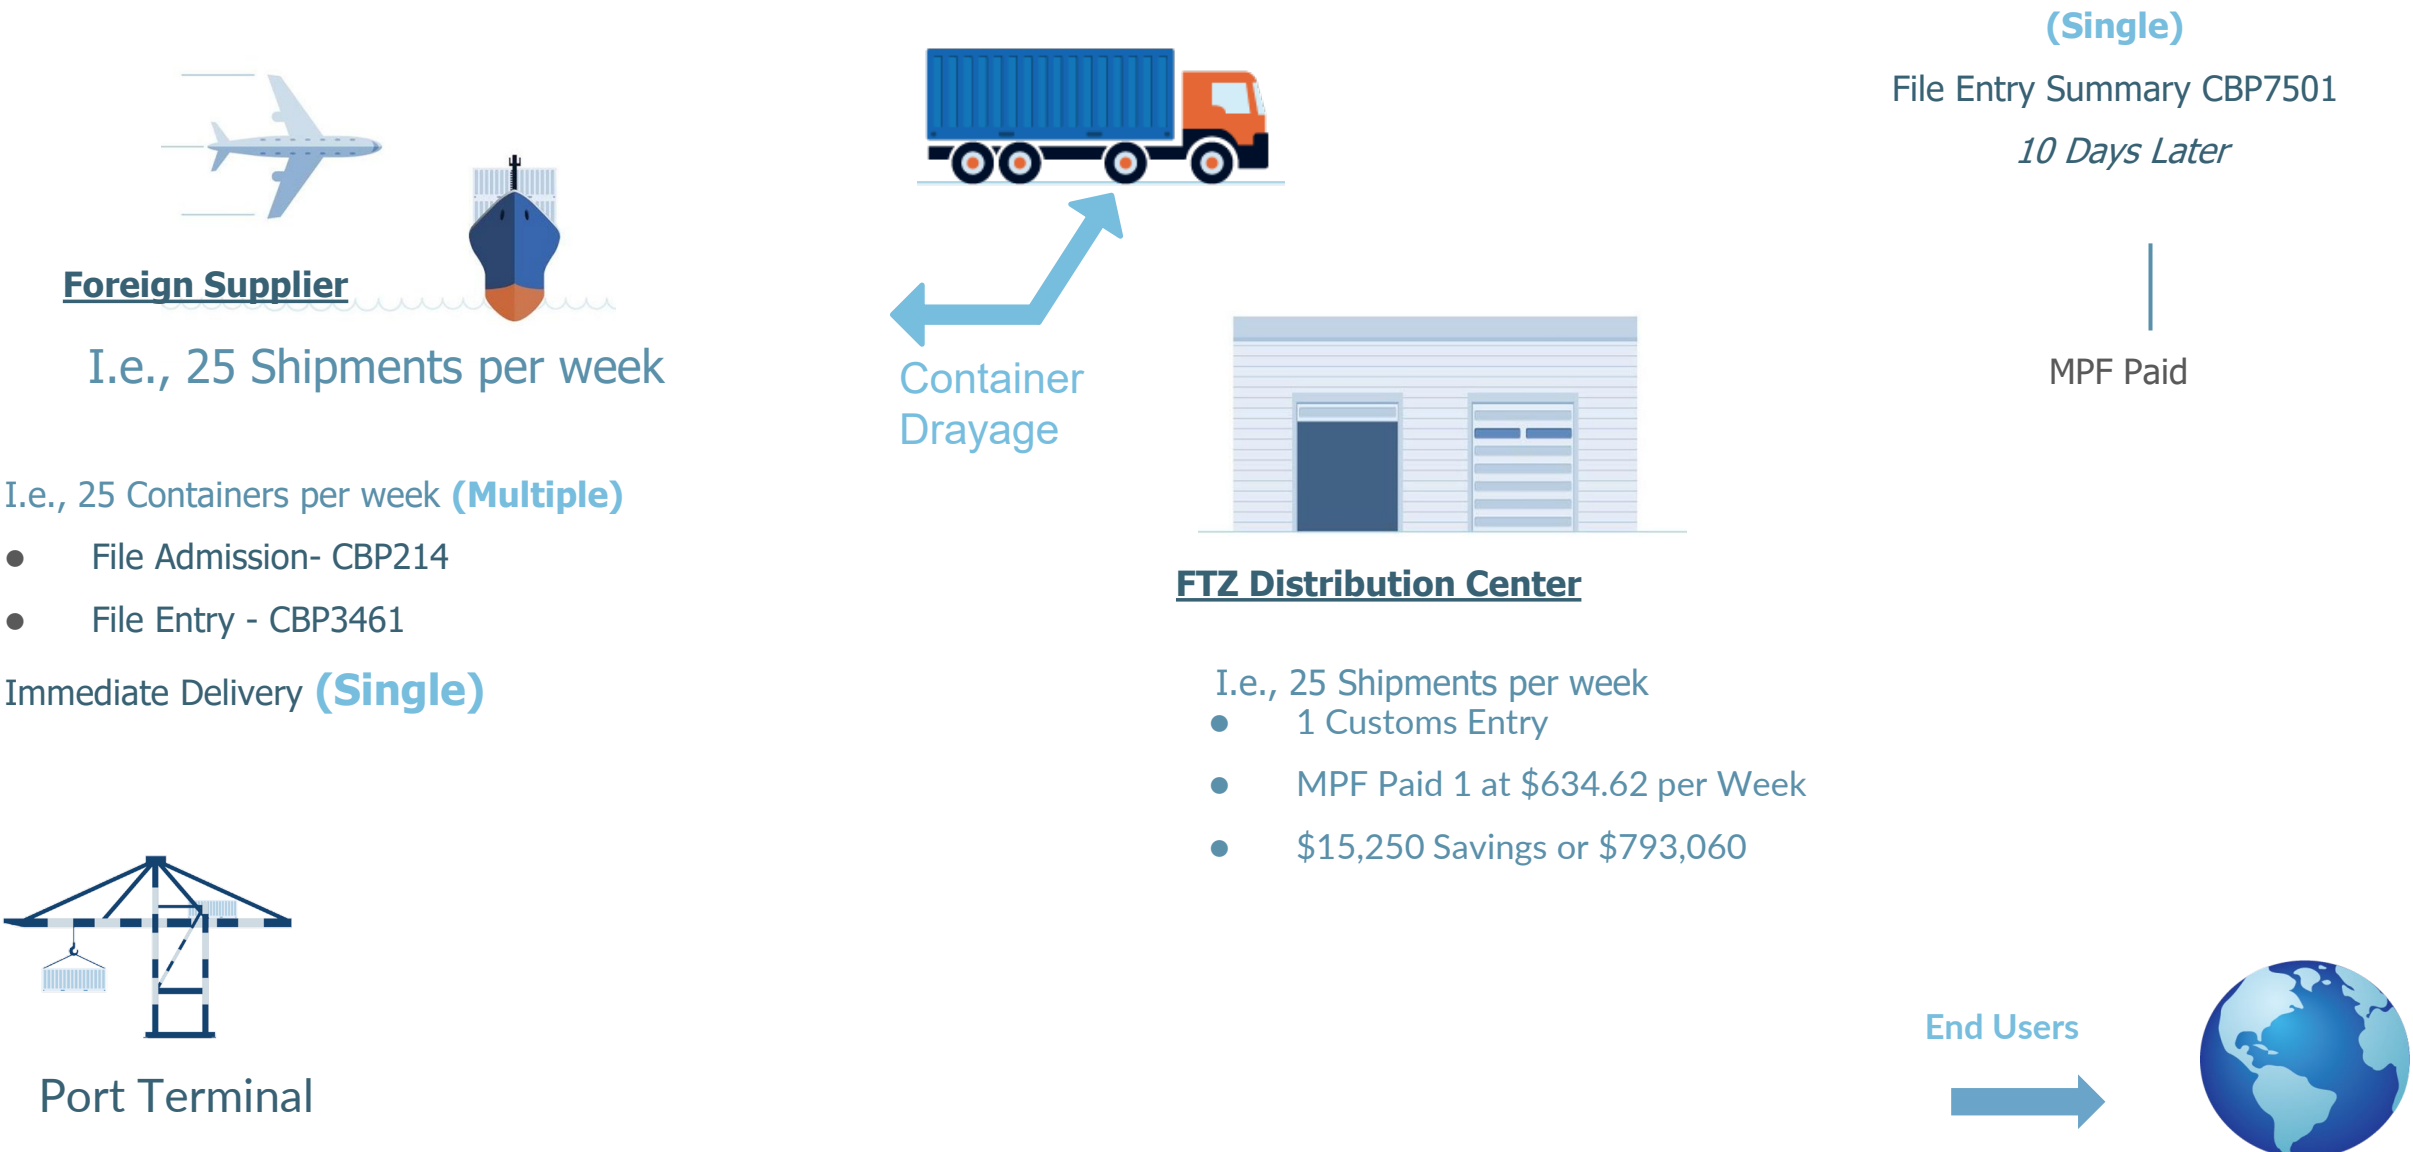 Foreign Supplier
I.e., 25 Shipments per week
I.e., 25 Containers per week (Multiple)
● File Admission- CBP214
● File Entry - CBP3461
Immediate Delivery (Single)
Port Terminal
Container
Drayage
FTZ Distribution Center
I.e., 25 Shipments per week
● 1 Customs Entry
● MPF Paid 1 at $634.62 per Week
● $15,250 Savings or $793,060
(Single)
File Entry Summary CBP7501
10 Days Later
MPF Paid
End Users